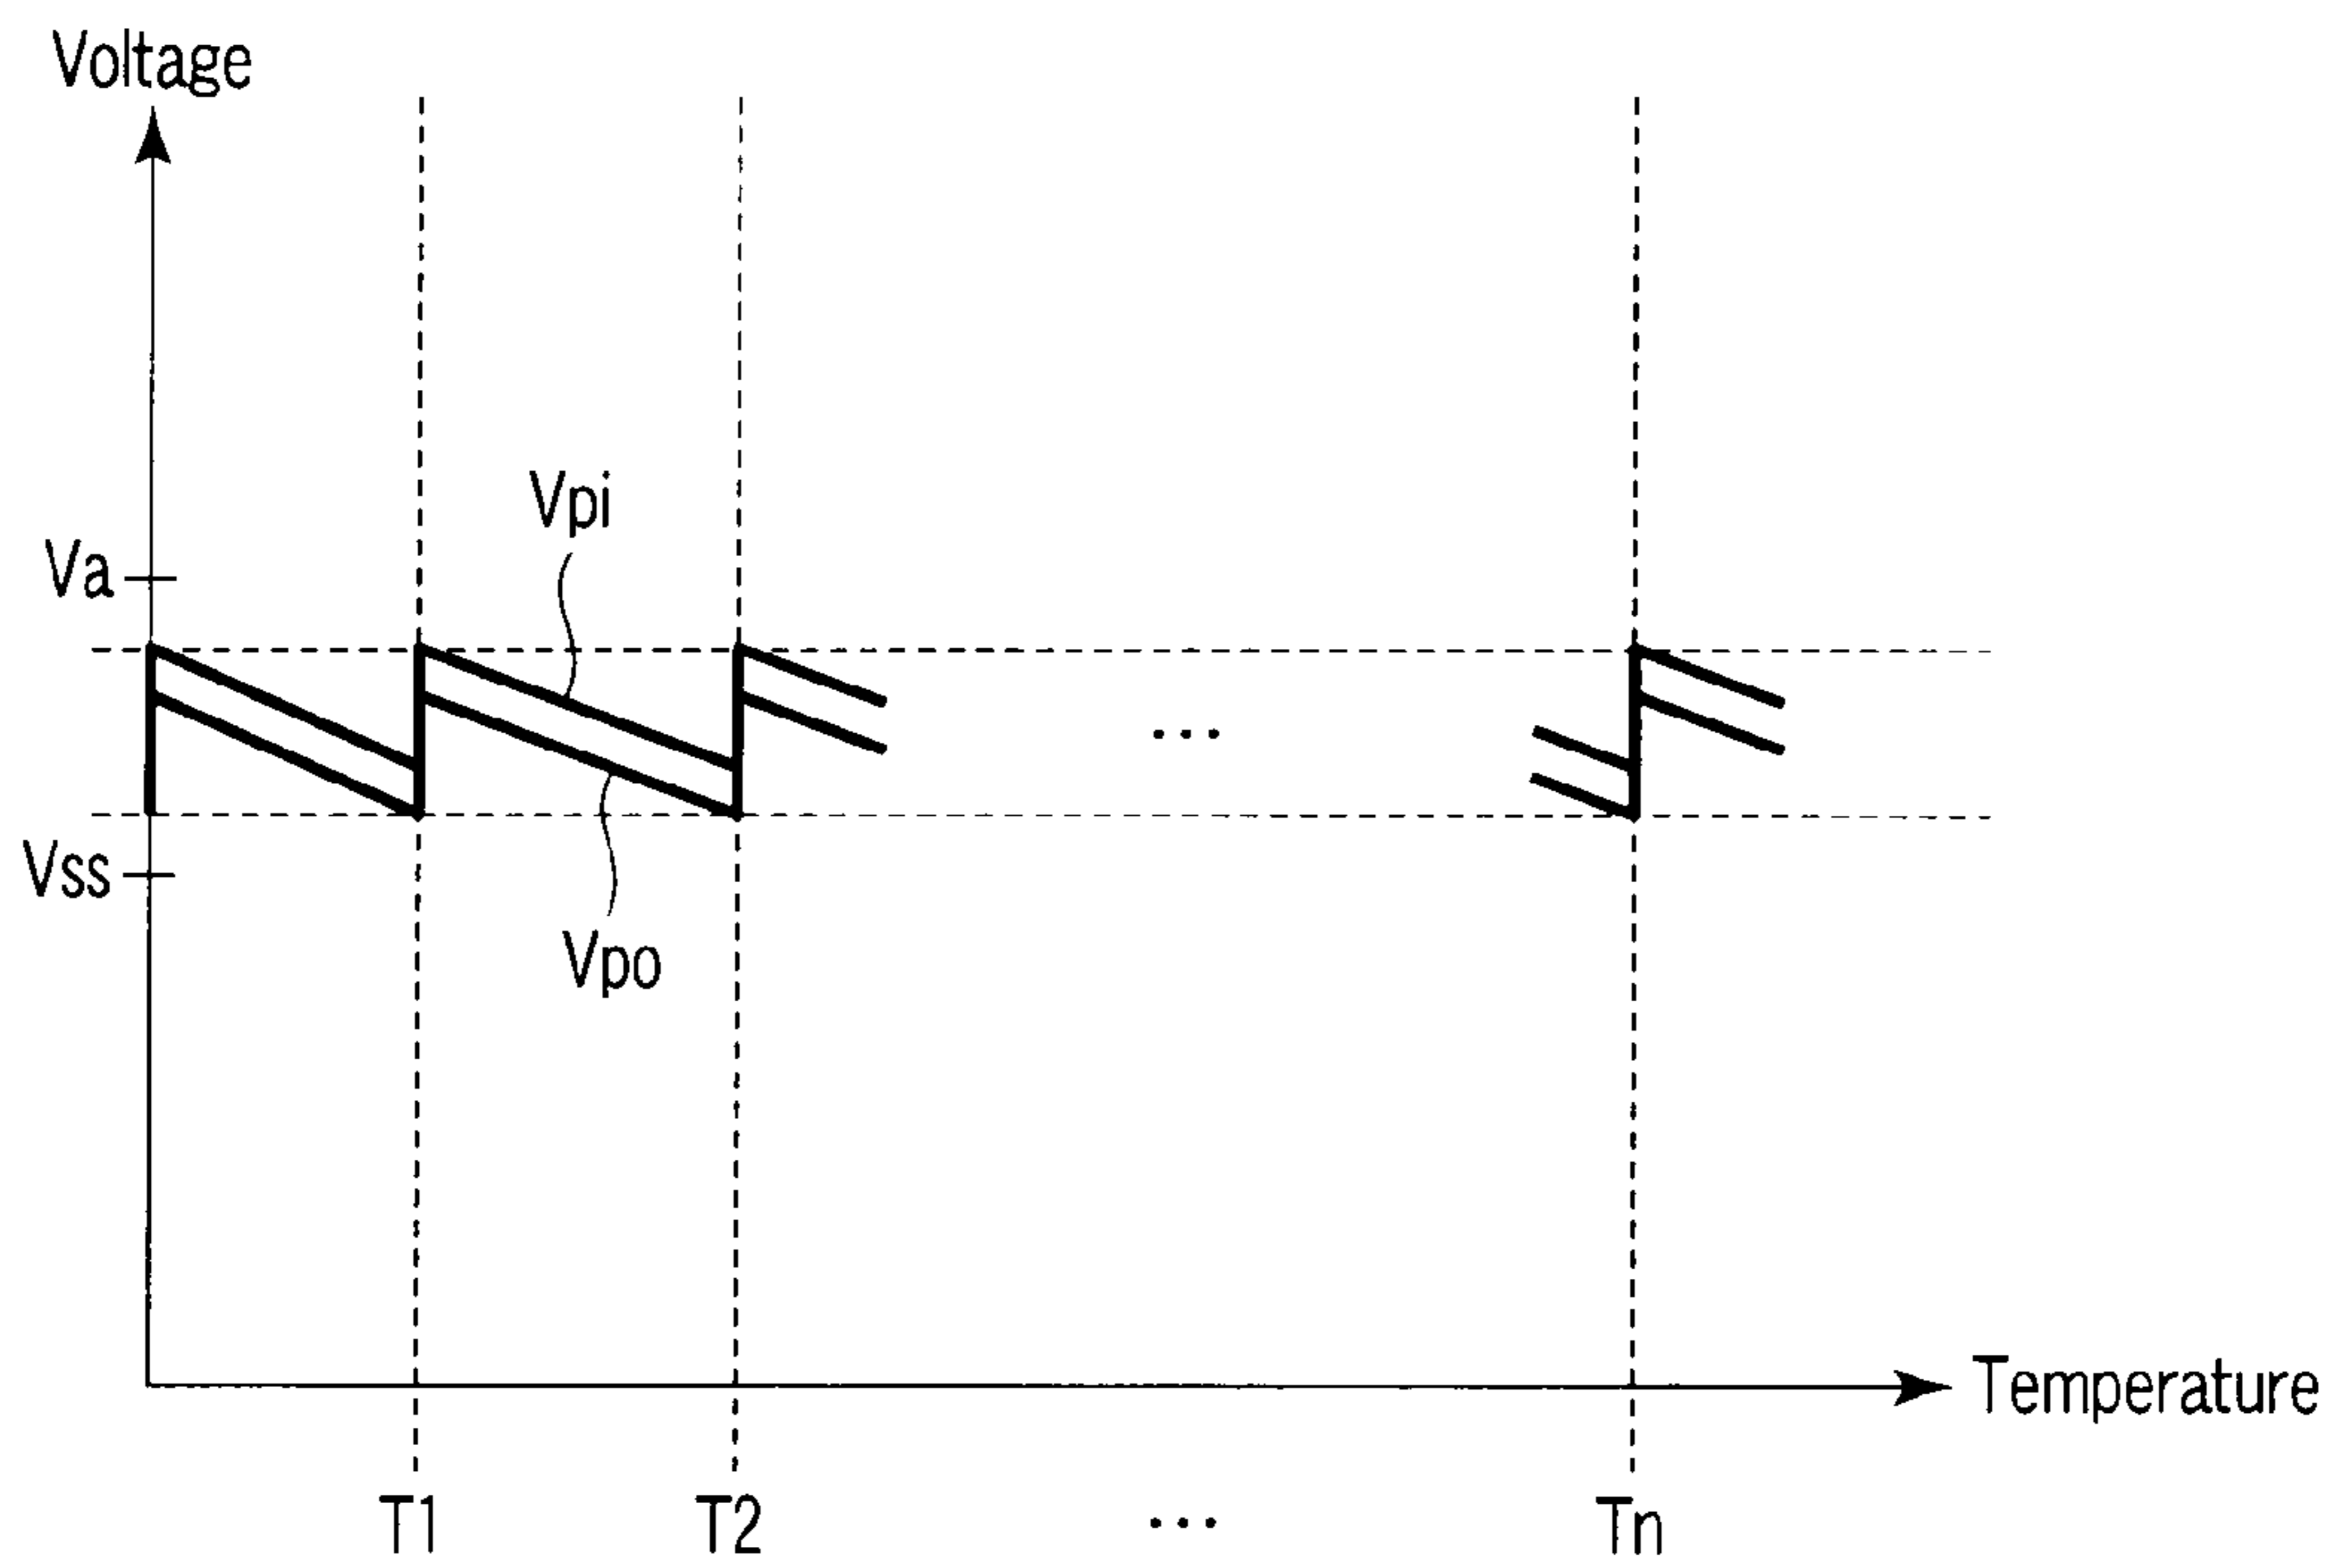 Voltage
Vpi
Va
...
Vss
Vpo
Temperature
T1 T2 ... Tn